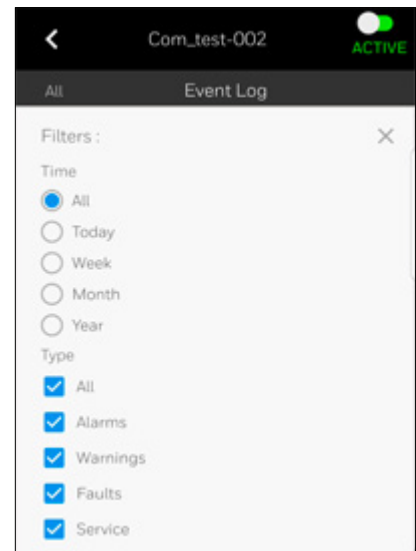 Com_test-002
ACTIVE
All Event Log
Filters :
Time
All
Today
Week
Month
Year
Type
All
Alarms
Warnings
Faults
Service